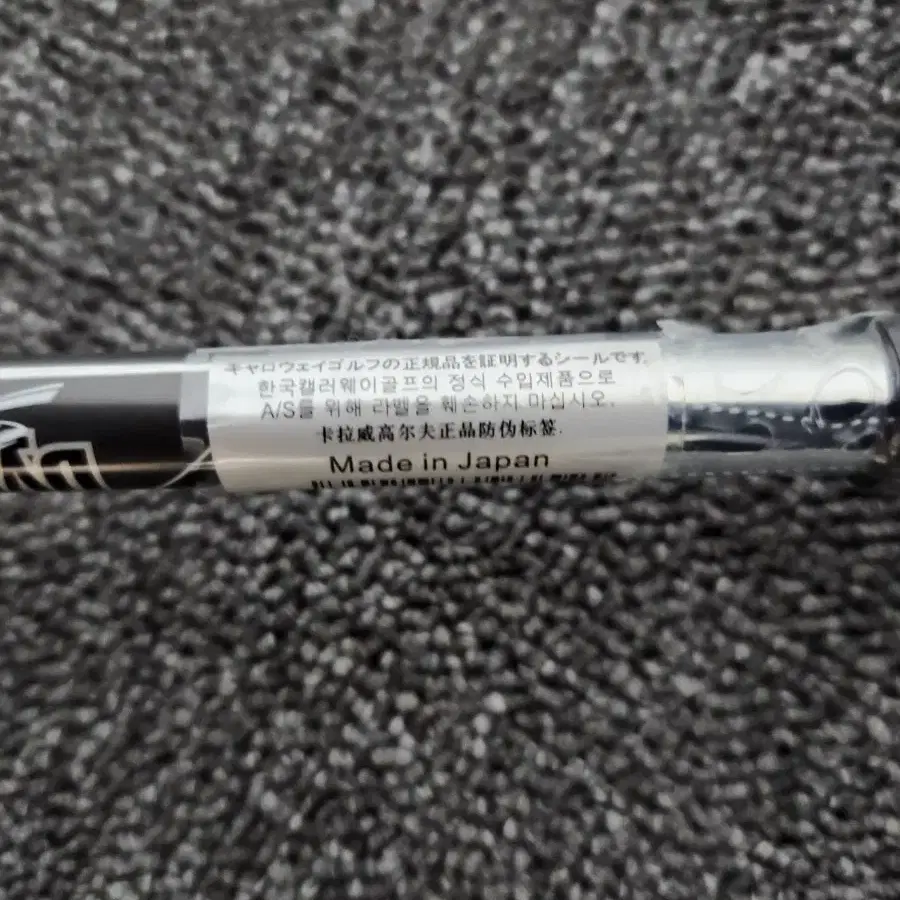 キャロウェイゴルフの正規品を証明するシールです.
한국캘러웨이골프의 정식 수입제품으로
A/S를 위해 라벨을 훼손하지 마십시오.
卡拉威高尔夫正品防伪标签.
Made in Japan